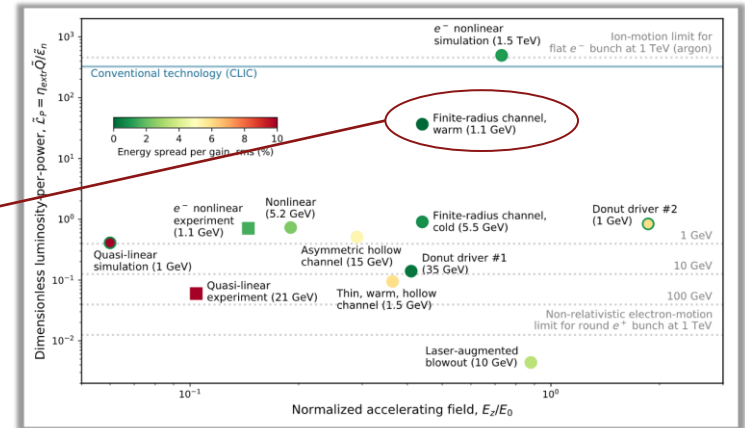 e⁻ nonlinear
simulation (1.5 TeV)
Ion-motion limit for
flat e⁻ bunch at 1 TeV (argon)
Conventional technology (CLIC)
Finite-radius channel,
warm (1.1 GeV)
0 2 4 6 8 10
Energy spread per gain, rms (%)
e⁻ nonlinear
experiment
(1.1 GeV)
Nonlinear
(5.2 GeV)
Finite-radius channel,
cold (5.5 GeV)
Donut driver #2
(1 GeV)
1 GeV
Quasi-linear
simulation (1 GeV)
Asymmetric hollow
channel (15 GeV)
Donut driver #1
(35 GeV)
10 GeV
Quasi-linear
experiment (21 GeV)
Thin, warm, hollow
channel (1.5 GeV)
100 GeV
Non-relativistic electron-motion
limit for round e⁺ bunch at 1 TeV
Laser-augmented
blowout (10 GeV)
10³
10²
10¹
10⁰
10⁻¹
10⁻²
Dimensionless luminosity-per-power, ℒ̃_P = η_extr Q̃/ε̃_n
10⁻¹ 10⁰
Normalized accelerating field, E_z/E_0